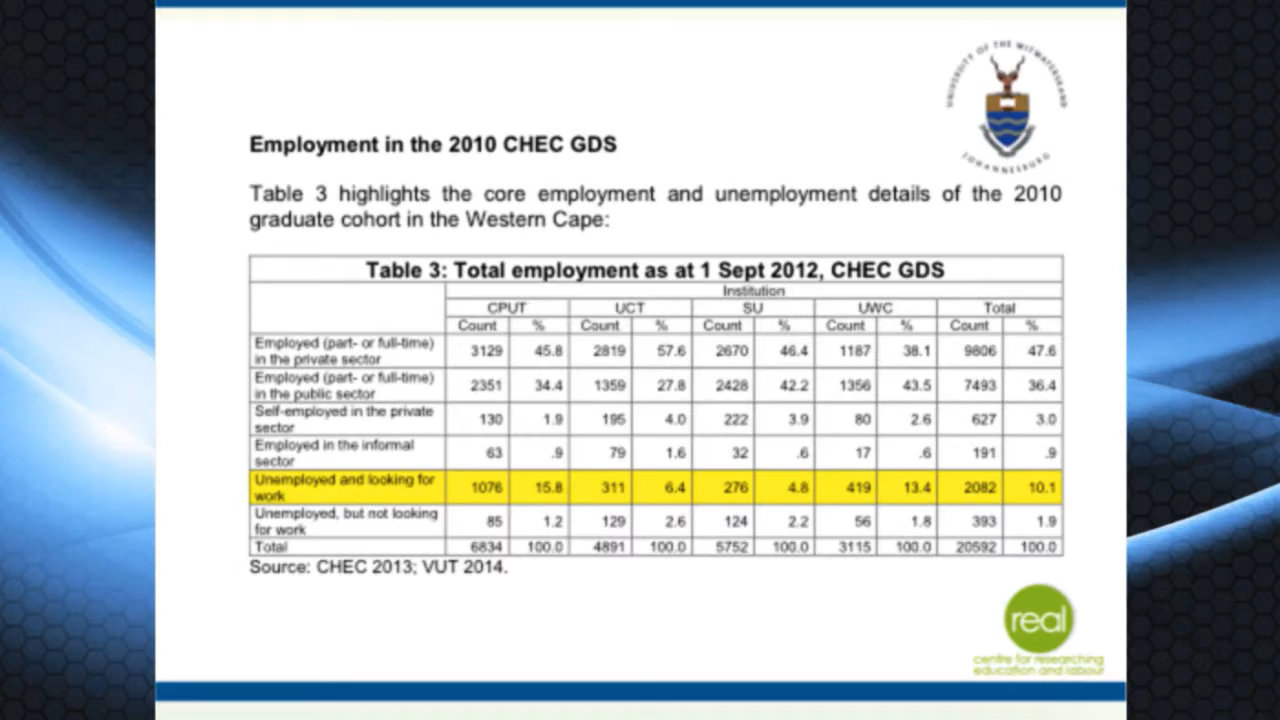 UNIVERSITY OF THE WITWATERSRAND
JOHANNESBURG
Employment in the 2010 CHEC GDS
Table 3 highlights the core employment and unemployment details of the 2010
graduate cohort in the Western Cape:
Table 3: Total employment as at 1 Sept 2012, CHEC GDS
Institution
CPUT UCT SU UWC Total
Count % Count % Count % Count % Count %
Employed (part- or full-time)
in the private sector 3129 45.8 2819 57.6 2670 46.4 1187 38.1 9806 47.6
Employed (part- or full-time)
in the public sector 2351 34.4 1359 27.8 2428 42.2 1356 43.5 7493 36.4
Self-employed in the private
sector 130 1.9 195 4.0 222 3.9 80 2.6 627 3.0
Employed in the informal
sector 63 .9 79 1.6 32 .6 17 .6 191 .9
Unemployed and looking for
work 1076 15.8 311 6.4 276 4.8 419 13.4 2082 10.1
Unemployed, but not looking
for work 85 1.2 129 2.6 124 2.2 56 1.8 393 1.9
Total 6834 100.0 4891 100.0 5752 100.0 3115 100.0 20592 100.0
Source: CHEC 2013; VUT 2014.
real
centre for researching
education and labour